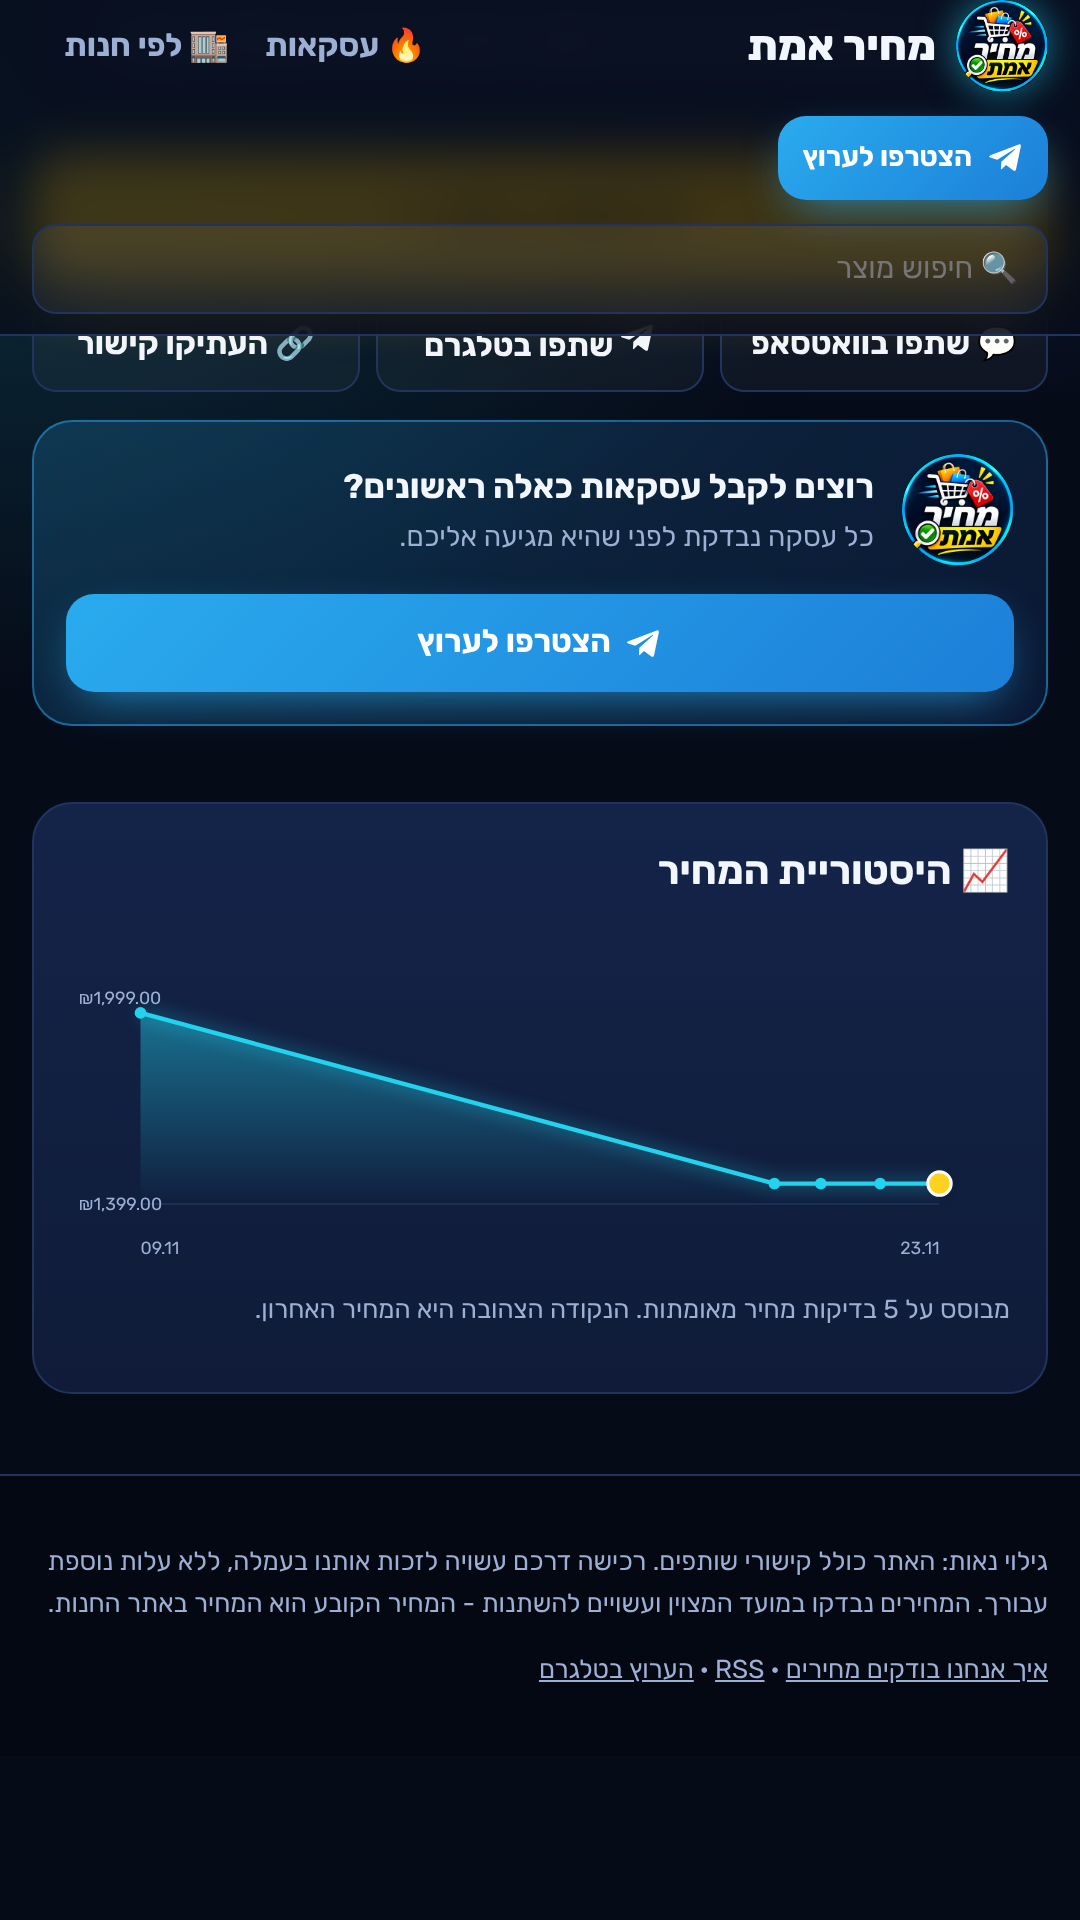 מחיר אמת
מחיר אמת
🔥 עסקאות
🏬 לפי חנות
הצטרפו לערוץ
🔍 חיפוש מוצר
💬 שתפו בוואטסאפ
שתפו בטלגרם
🔗 העתיקו קישור
מחיר אמת
רוצים לקבל עסקאות כאלה ראשונים?
כל עסקה נבדקת לפני שהיא מגיעה אליכם.
הצטרפו לערוץ
📈 היסטוריית המחיר
₪1,999.00
₪1,399.00
09.11
23.11
מבוסס על 5 בדיקות מחיר מאומתות. הנקודה הצהובה היא המחיר האחרון.
גילוי נאות: האתר כולל קישורי שותפים. רכישה דרכם עשויה לזכות אותנו בעמלה, ללא עלות נוספת
עבורך. המחירים נבדקו במועד המצוין ועשויים להשתנות - המחיר הקובע הוא המחיר באתר החנות.
איך אנחנו בודקים מחירים • RSS • הערוץ בטלגרם